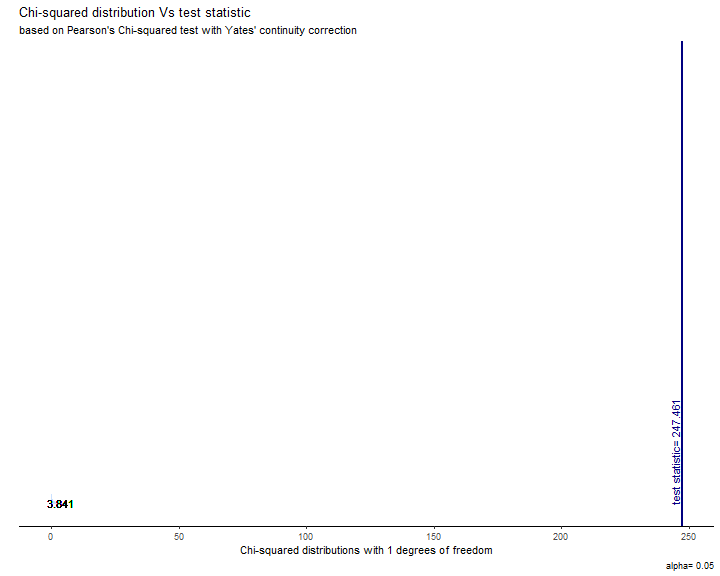 Chi-squared distribution Vs test statistic
based on Pearson's Chi-squared test with Yates' continuity correction
test statistic= 247.461
3.841
0 50 100 150 200 250
Chi-squared distributions with 1 degrees of freedom
alpha= 0.05